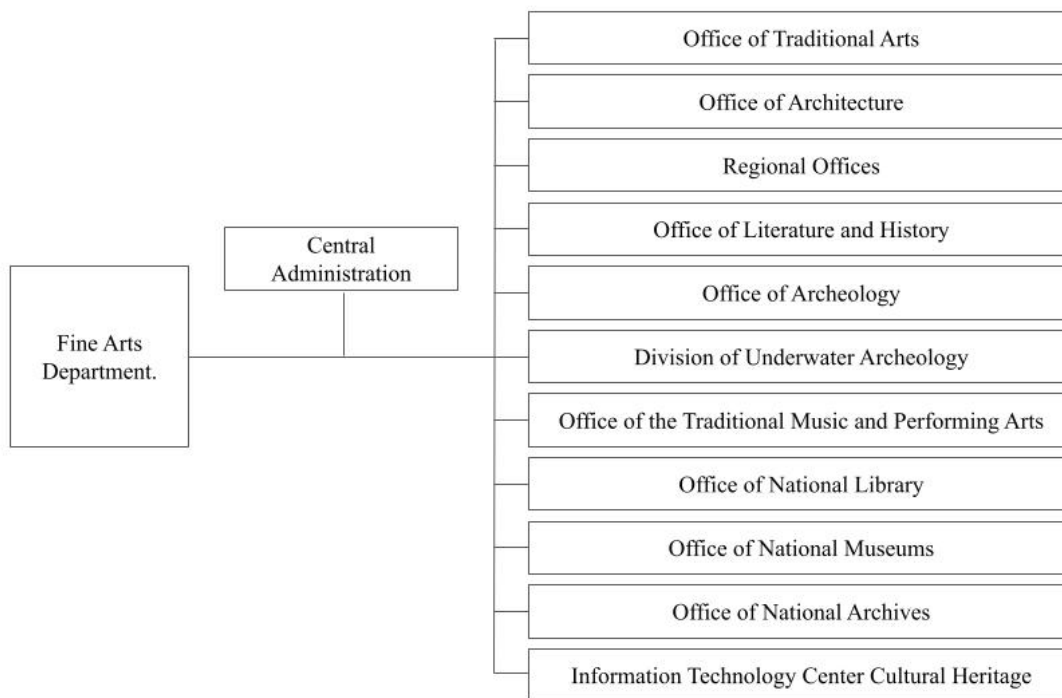 Fine Arts
Department.
Central
Administration
Office of Traditional Arts
Office of Architecture
Regional Offices
Office of Literature and History
Office of Archeology
Division of Underwater Archeology
Office of the Traditional Music and Performing Arts
Office of National Library
Office of National Museums
Office of National Archives
Information Technology Center Cultural Heritage